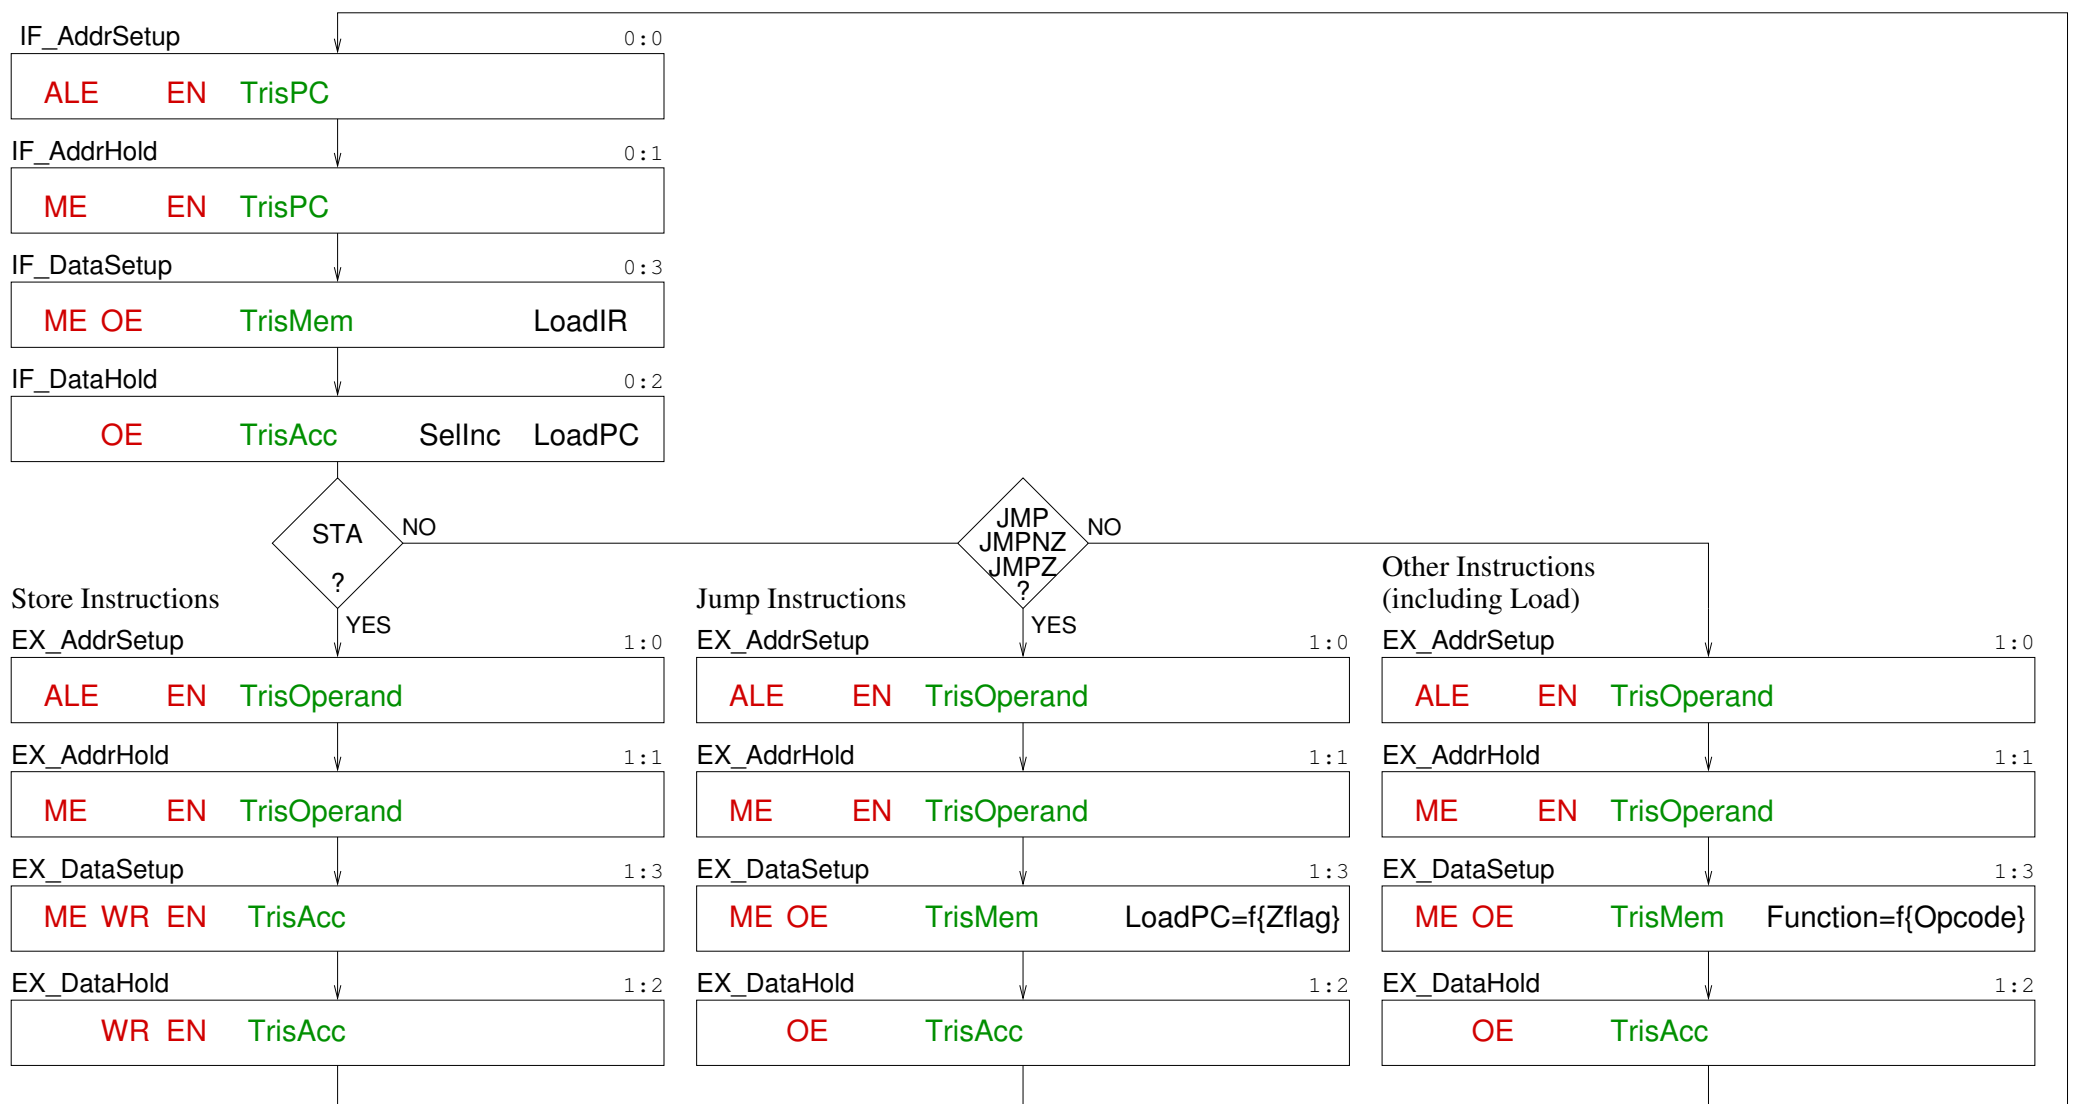 IF_AddrSetup 0:0
ALE EN TrisPC
IF_AddrHold 0:1
ME EN TrisPC
IF_DataSetup 0:3
ME OE TrisMem LoadIR
IF_DataHold 0:2
OE TrisAcc SelInc LoadPC
STA
?
NO
YES
JMP
JMPNZ
JMPZ
?
NO
YES
Store Instructions
EX_AddrSetup 1:0
ALE EN TrisOperand
EX_AddrHold 1:1
ME EN TrisOperand
EX_DataSetup 1:3
ME WR EN TrisAcc
EX_DataHold 1:2
WR EN TrisAcc
Jump Instructions
EX_AddrSetup 1:0
ALE EN TrisOperand
EX_AddrHold 1:1
ME EN TrisOperand
EX_DataSetup 1:3
ME OE TrisMem LoadPC=f{Zflag}
EX_DataHold 1:2
OE TrisAcc
Other Instructions
(including Load)
EX_AddrSetup 1:0
ALE EN TrisOperand
EX_AddrHold 1:1
ME EN TrisOperand
EX_DataSetup 1:3
ME OE TrisMem Function=f{Opcode}
EX_DataHold 1:2
OE TrisAcc